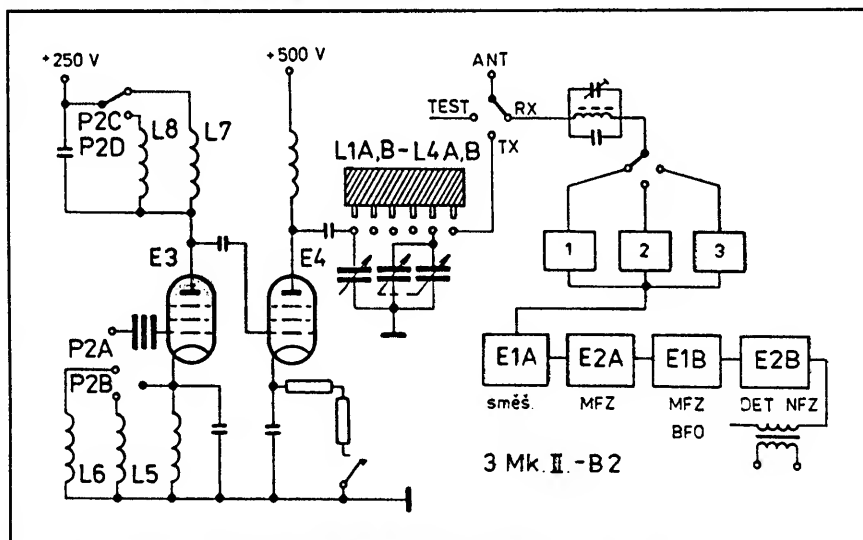 +250 V
+500 V
ANT
TEST
RX
TX
P2C
P2D
L8
L7
L1A,B-L4A,B
E3
E4
1
2
3
P2A
P2B
L6
L5
E1A
E2A
E1B
E2B
směš.
MFZ
MFZ
DET NFZ
BFO
3 Mk.II.-B2